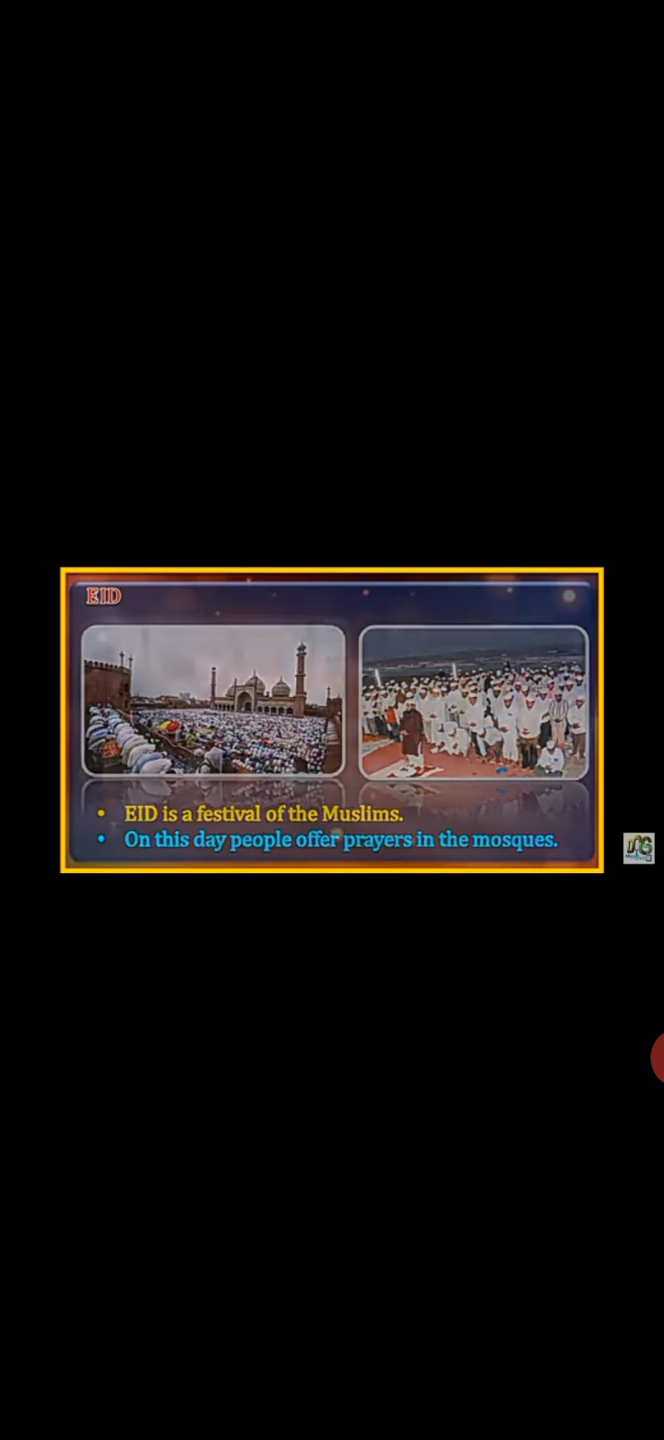 EID
• EID is a festival of the Muslims.
• On this day people offer prayers in the mosques.